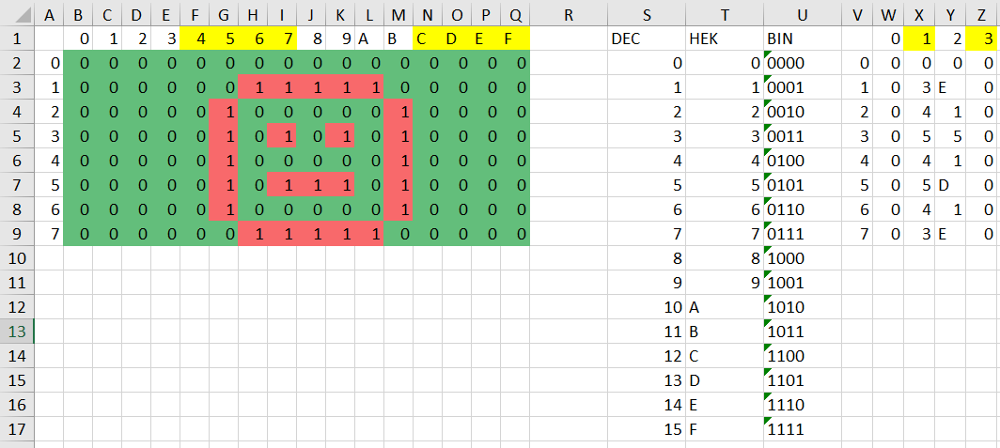 A B C D E F G H I J K L M N O P Q R S T U V W X Y Z
1 0 1 2 3 4 5 6 7 8 9 A B C D E F DEC HEK BIN 0 1 2 3
2 0 0 0 0 0 0 0 0 0 0 0 0 0 0 0 0 0 0 0 0000 0 0 0 0 0
3 1 0 0 0 0 0 0 1 1 1 1 1 0 0 0 0 0 1 1 0001 1 0 3 E 0
4 2 0 0 0 0 0 1 0 0 0 0 0 1 0 0 0 0 2 2 0010 2 0 4 1 0
5 3 0 0 0 0 0 1 0 1 0 1 0 1 0 0 0 0 3 3 0011 3 0 5 5 0
6 4 0 0 0 0 0 1 0 0 0 0 0 1 0 0 0 0 4 4 0100 4 0 4 1 0
7 5 0 0 0 0 0 1 0 1 1 1 0 1 0 0 0 0 5 5 0101 5 0 5 D 0
8 6 0 0 0 0 0 1 0 0 0 0 0 1 0 0 0 0 6 6 0110 6 0 4 1 0
9 7 0 0 0 0 0 0 1 1 1 1 1 0 0 0 0 0 7 7 0111 7 0 3 E 0
10 8 8 1000
11 9 9 1001
12 10 A 1010
13 11 B 1011
14 12 C 1100
15 13 D 1101
16 14 E 1110
17 15 F 1111